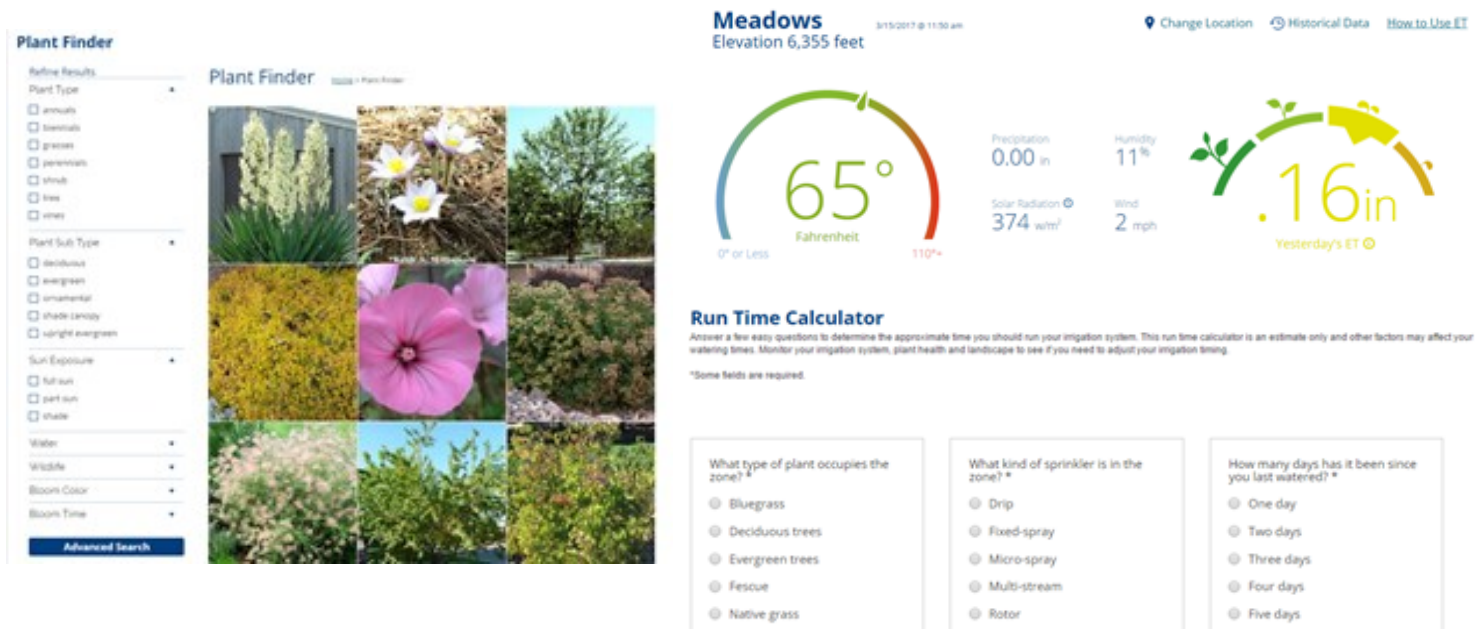 Plant Finder
Refine Results
Plant Type
annuals
biennials
grasses
perennials
shrub
trees
vines
Plant Sub Type
deciduous
evergreen
ornamental
shade canopy
upright evergreen
Sun Exposure
full sun
part sun
shade
Water
Wildlife
Bloom Color
Bloom Time
Advanced Search
Plant Finder
Home > Plant Finder
Meadows
3/15/2017 @ 11:50 am
Elevation 6,355 feet
Change Location
Historical Data
How to Use ET
65°
Fahrenheit
0° or Less
110°+
Precipitation
0.00 in
Humidity
11%
Solar Radiation
374 w/m²
Wind
2 mph
.16in
Yesterday's ET
Run Time Calculator
Answer a few easy questions to determine the approximate time you should run your irrigation system. This run time calculator is an estimate only and other factors may affect your
watering times. Monitor your irrigation system, plant health and landscape to see if you need to adjust your irrigation timing.
*Some fields are required.
What type of plant occupies the
zone? *
Bluegrass
Deciduous trees
Evergreen trees
Fescue
Native grass
What kind of sprinkler is in the
zone? *
Drip
Fixed-spray
Micro-spray
Multi-stream
Rotor
How many days has it been since
you last watered? *
One day
Two days
Three days
Four days
Five days